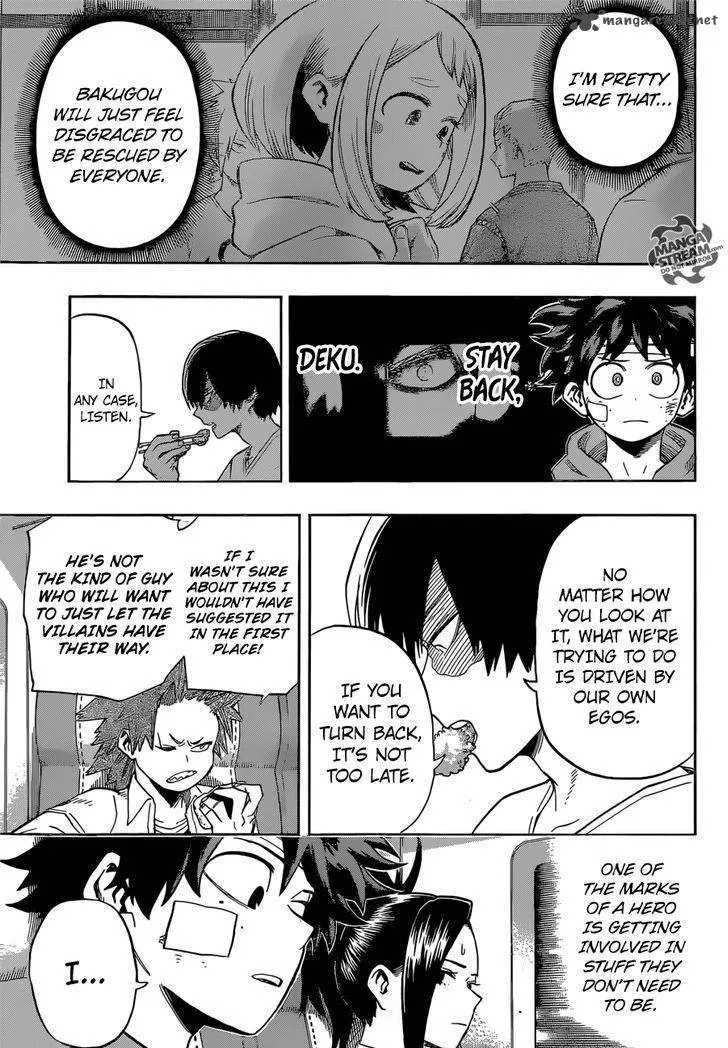 I'M PRETTY
SURE THAT...
BAKUGOU
WILL JUST FEEL
DISGRACED TO
BE RESCUED BY
EVERYONE.
MANGA
STREAM.COM
DO NOT MIRROR
STAY
BACK,
DEKU.
IN
ANY CASE,
LISTEN.
NO
MATTER HOW
YOU LOOK AT
IT, WHAT WE'RE
TRYING TO DO
IS DRIVEN BY
OUR OWN
EGOS.
IF YOU
WANT TO
TURN BACK,
IT'S NOT
TOO LATE.
IF I
WASN'T SURE
ABOUT THIS I
WOULDN'T HAVE
SUGGESTED IT
IN THE FIRST
PLACE!
HE'S NOT
THE KIND OF GUY
WHO WILL WANT
TO JUST LET THE
VILLAINS HAVE
THEIR WAY.
ONE OF
THE MARKS
OF A HERO
IS GETTING
INVOLVED IN
STUFF THEY
DON'T NEED
TO BE.
I...